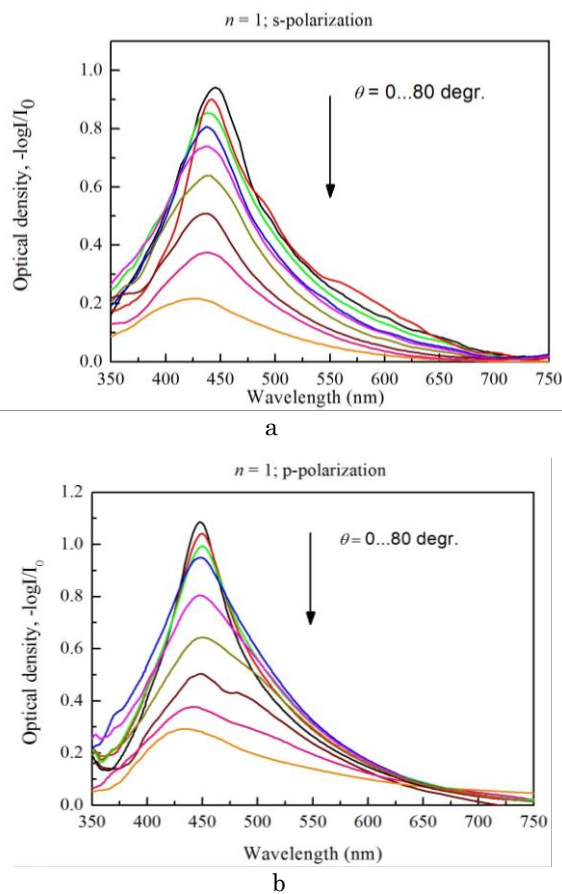 n = 1; s-polarization
θ = 0...80 degr.
Optical density, -logI/I0
1.0
0.8
0.6
0.4
0.2
0.0
350 400 450 500 550 600 650 700 750
Wavelength (nm)
a
n = 1; p-polarization
θ = 0...80 degr.
Optical density, -logI/I0
1.2
1.0
0.8
0.6
0.4
0.2
0.0
350 400 450 500 550 600 650 700 750
Wavelength (nm)
b